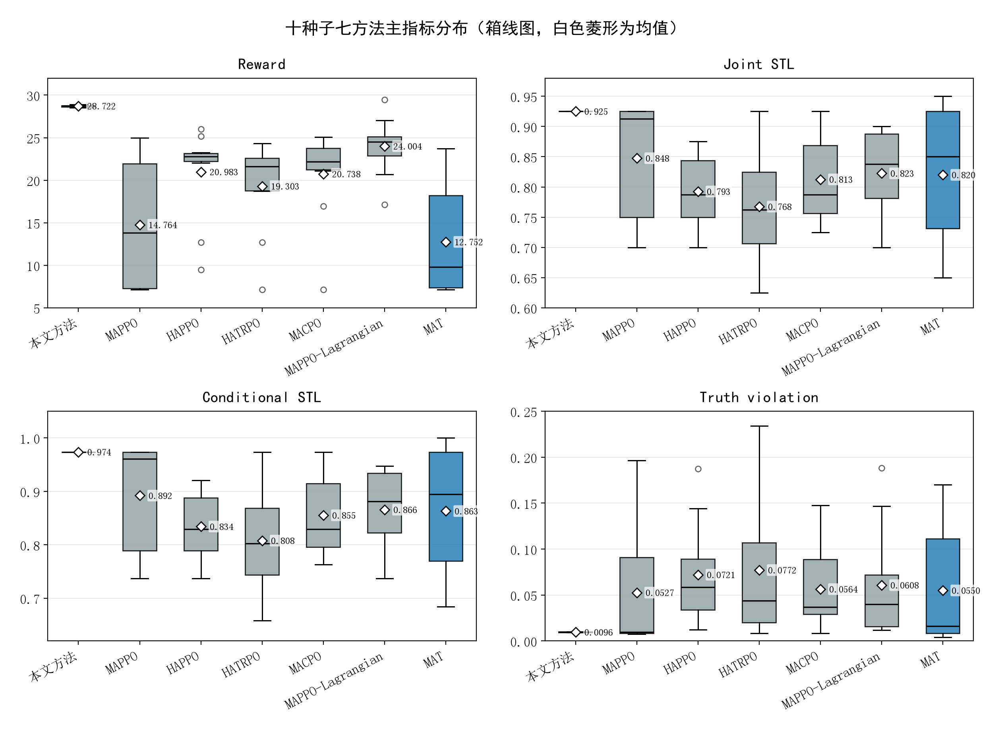 十种子七方法主指标分布（箱线图，白色菱形为均值）
Reward
30
25
20
15
10
5
28.722
14.764
20.983
19.303
20.738
24.004
12.752
本文方法
MAPPO
HAPPO
HATRPO
MACPO
MAPPO-Lagrangian
MAT
Joint STL
0.95
0.90
0.85
0.80
0.75
0.70
0.65
0.60
0.925
0.848
0.793
0.768
0.813
0.823
0.820
本文方法
MAPPO
HAPPO
HATRPO
MACPO
MAPPO-Lagrangian
MAT
Conditional STL
1.0
0.9
0.8
0.7
0.974
0.892
0.834
0.808
0.855
0.866
0.863
本文方法
MAPPO
HAPPO
HATRPO
MACPO
MAPPO-Lagrangian
MAT
Truth violation
0.25
0.20
0.15
0.10
0.05
0.00
0.0096
0.0527
0.0721
0.0772
0.0564
0.0608
0.0550
本文方法
MAPPO
HAPPO
HATRPO
MACPO
MAPPO-Lagrangian
MAT